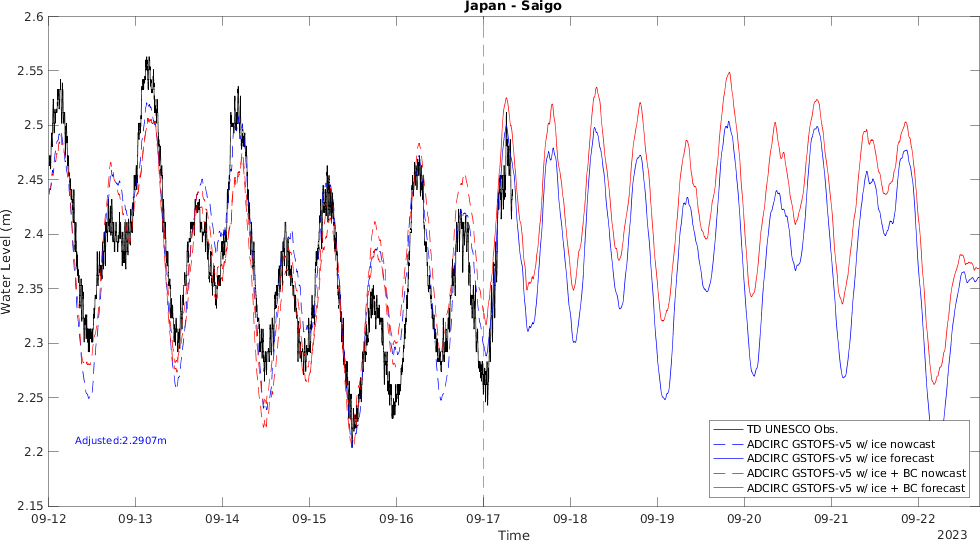 Japan - Saigo
2.6
2.55
2.5
2.45
2.4
2.35
2.3
2.25
2.2
2.15
Water Level (m)
Adjusted:2.2907m
TD UNESCO Obs.
ADCIRC GSTOFS-v5 w/ ice nowcast
ADCIRC GSTOFS-v5 w/ ice forecast
ADCIRC GSTOFS-v5 w/ ice + BC nowcast
ADCIRC GSTOFS-v5 w/ ice + BC forecast
09-12 09-13 09-14 09-15 09-16 09-17 09-18 09-19 09-20 09-21 09-22
Time
2023